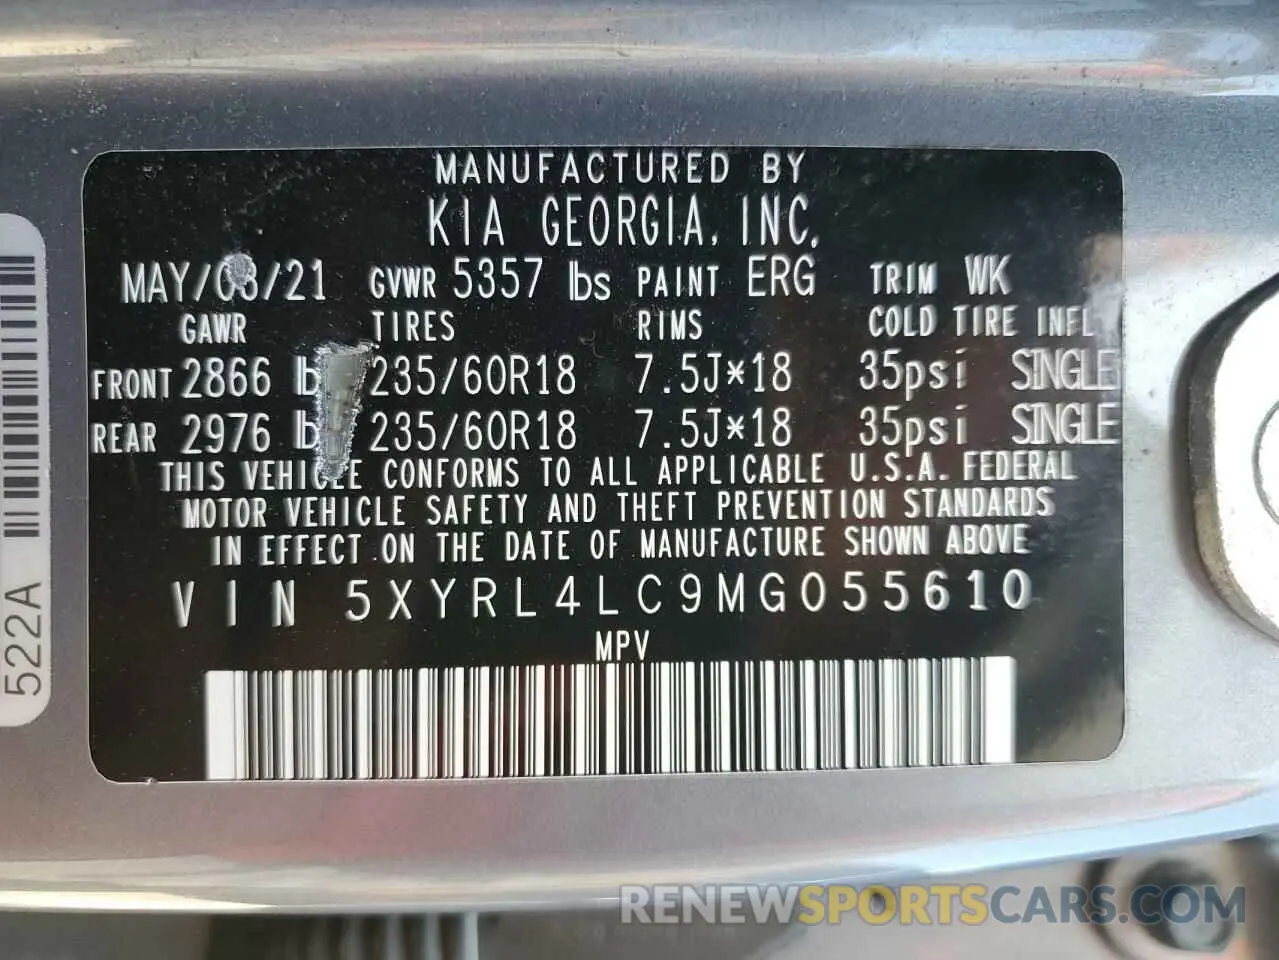 MANUFACTURED BY
KIA GEORGIA, INC.
MAY/03/21 GVWR 5357 lbs PAINT ERG TRIM WK
GAWR TIRES RIMS COLD TIRE INFL
FRONT 2866 lb 235/60R18 7.5J*18 35psi SINGLE
REAR 2976 lb 235/60R18 7.5J*18 35psi SINGLE
THIS VEHICLE CONFORMS TO ALL APPLICABLE U.S.A. FEDERAL
MOTOR VEHICLE SAFETY AND THEFT PREVENTION STANDARDS
IN EFFECT ON THE DATE OF MANUFACTURE SHOWN ABOVE
VIN 5XYRL4LC9MG055610
MPV
522A
RENEWSPORTSCARS.COM